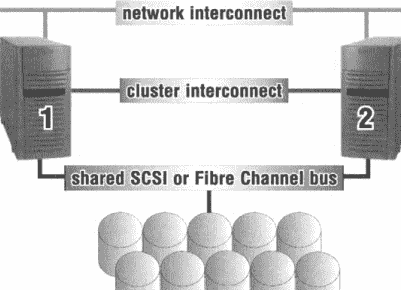 network interconnect
cluster interconnect
1
2
shared SCSI or Fibre Channel bus